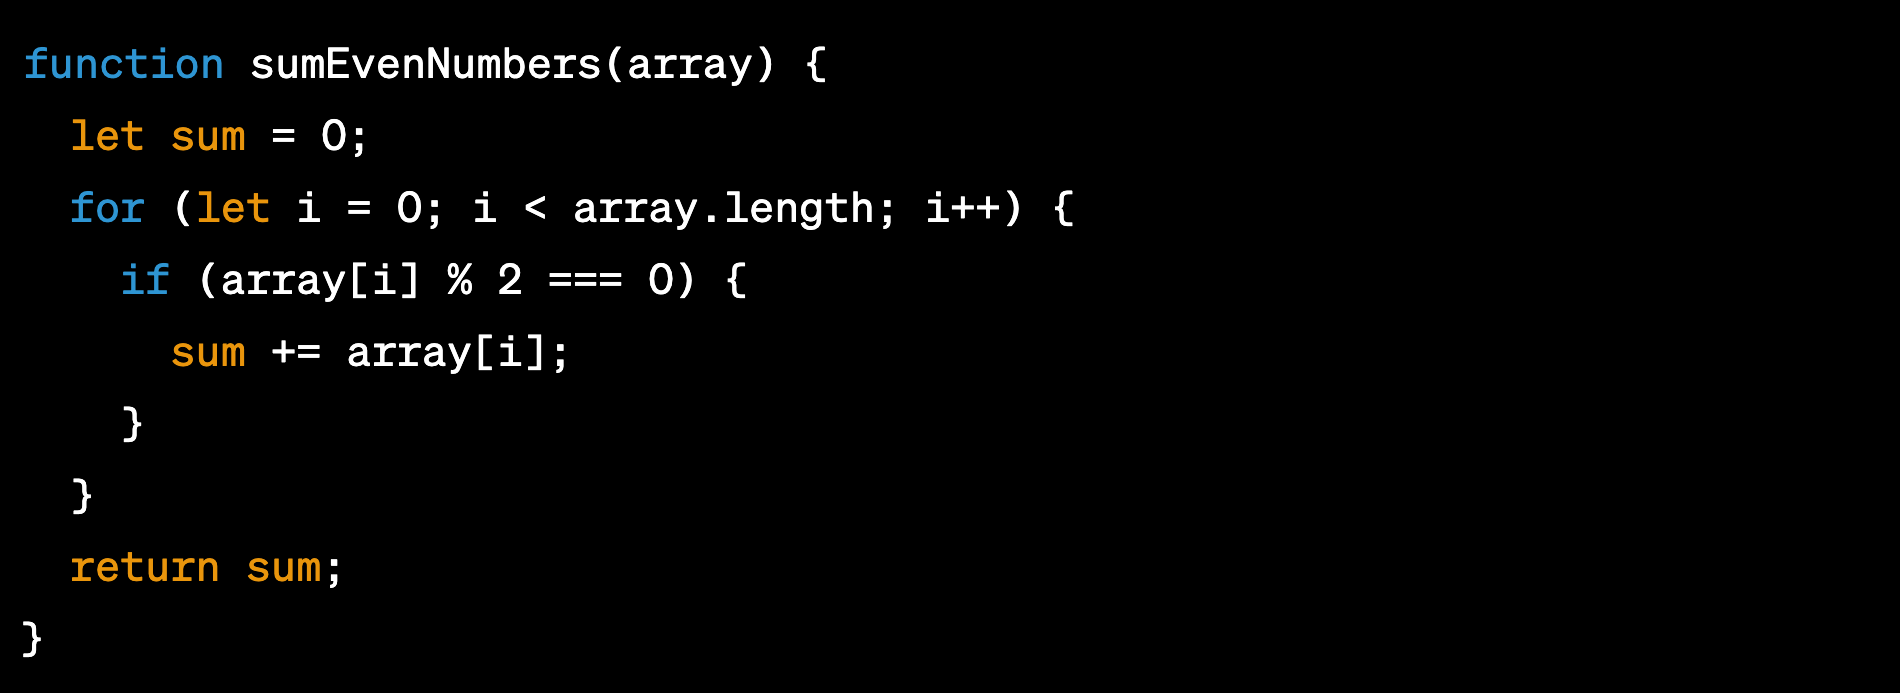 function sumEvenNumbers(array) {
  let sum = 0;
  for (let i = 0; i < array.length; i++) {
    if (array[i] % 2 === 0) {
      sum += array[i];
    }
  }
  return sum;
}